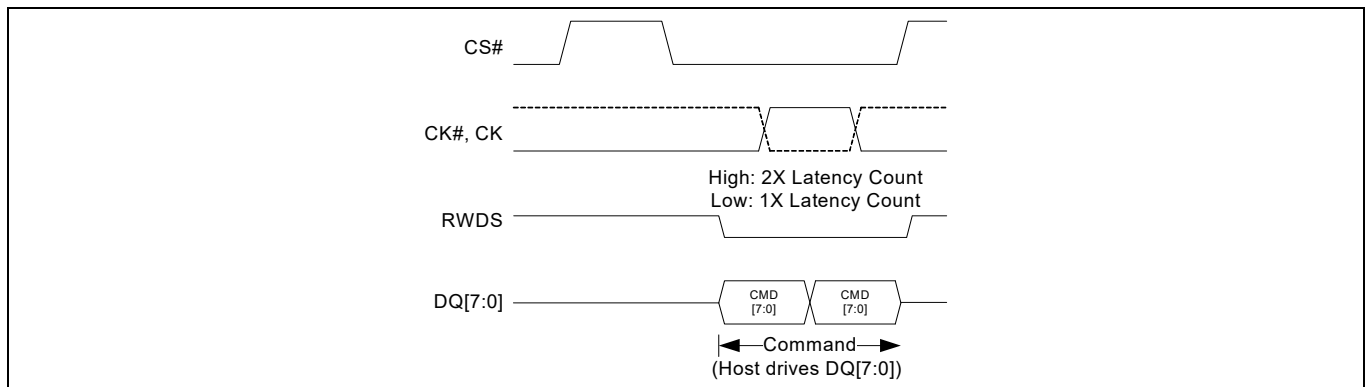 CS#
CK#, CK
High: 2X Latency Count
Low: 1X Latency Count
RWDS
DQ[7:0]
CMD
[7:0]
CMD
[7:0]
Command
(Host drives DQ[7:0])